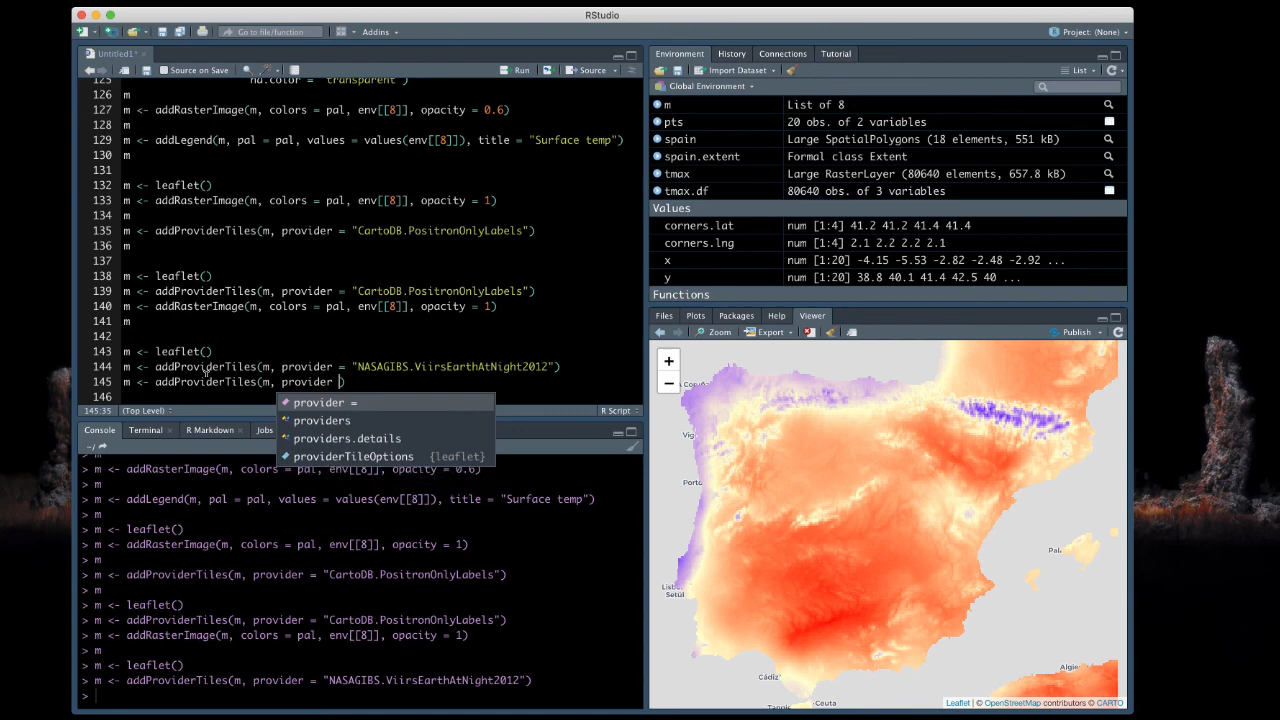 RStudio
Go to file/function
Addins
Project: (None)
Untitled1*
Source on Save
Run
Source
125 nd.color = "transparent")
126 m
127 m <- addRasterImage(m, colors = pal, env[[8]], opacity = 0.6)
128 m
129 m <- addLegend(m, pal = pal, values = values(env[[8]]), title = "Surface temp")
130 m
131
132 m <- leaflet()
133 m <- addRasterImage(m, colors = pal, env[[8]], opacity = 1)
134 m
135 m <- addProviderTiles(m, provider = "CartoDB.PositronOnlyLabels")
136 m
137
138 m <- leaflet()
139 m <- addProviderTiles(m, provider = "CartoDB.PositronOnlyLabels")
140 m <- addRasterImage(m, colors = pal, env[[8]], opacity = 1)
141 m
142
143 m <- leaflet()
144 m <- addProviderTiles(m, provider = "NASAGIBS.ViirsEarthAtNight2012")
145 m <- addProviderTiles(m, provider )
146
provider =
providers
providers.details
providerTileOptions {leaflet}
145:35 (Top Level) R Script
Console Terminal R Markdown Jobs
~/
> m
> m <- addRasterImage(m, colors = pal, env[[8]], opacity = 0.6)
> m
> m <- addLegend(m, pal = pal, values = values(env[[8]]), title = "Surface temp")
> m
> m <- leaflet()
> m <- addRasterImage(m, colors = pal, env[[8]], opacity = 1)
> m
> m <- addProviderTiles(m, provider = "CartoDB.PositronOnlyLabels")
> m
> m <- leaflet()
> m <- addProviderTiles(m, provider = "CartoDB.PositronOnlyLabels")
> m <- addRasterImage(m, colors = pal, env[[8]], opacity = 1)
> m
> m <- leaflet()
> m <- addProviderTiles(m, provider = "NASAGIBS.ViirsEarthAtNight2012")
>
Environment History Connections Tutorial
Import Dataset
List
Global Environment
m List of 8
pts 20 obs. of 2 variables
spain Large SpatialPolygons (18 elements, 551 kB)
spain.extent Formal class Extent
tmax Large RasterLayer (80640 elements, 657.8 kB)
tmax.df 80640 obs. of 3 variables
Values
corners.lat num [1:4] 41.2 41.2 41.4 41.4
corners.lng num [1:4] 2.1 2.2 2.2 2.1
x num [1:20] -4.15 -5.53 -2.82 -2.48 -2.92 ...
y num [1:20] 38.8 40.1 41.4 42.5 40 ...
Functions
Files Plots Packages Help Viewer
Zoom Export Publish
+
−
A Coruña
Vig
Porto
Lisbo
Setúl
Pal
Cádiz
Algie
Ceuta
Leaflet | © OpenStreetMap contributors © CARTO